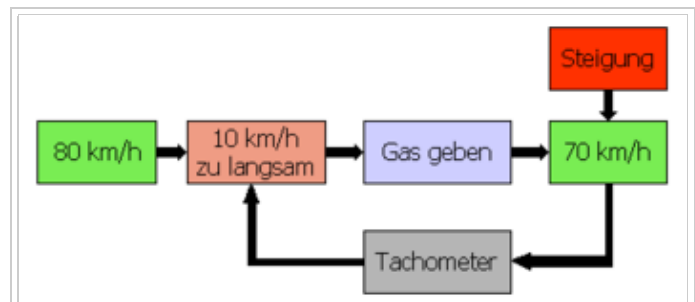 Steigung
80 km/h
10 km/h
zu langsam
Gas geben
70 km/h
Tachometer